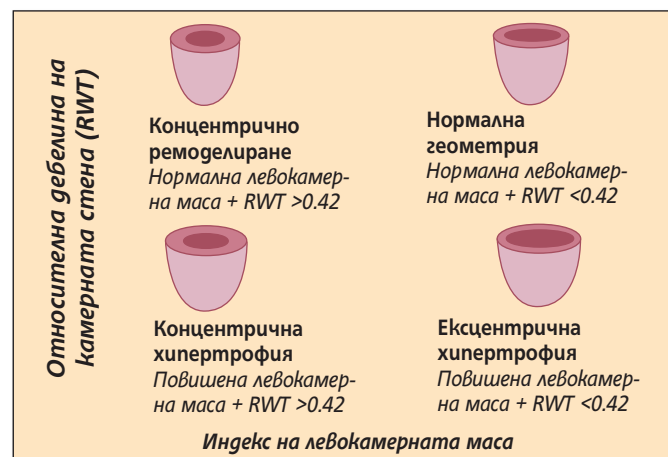 Относителна дебелина на
камерната стена (RWT)
Концентрично
ремоделиране
Нормална левокамер-
на маса + RWT >0.42
Нормална
геометрия
Нормална левокамер-
на маса + RWT <0.42
Концентрична
хипертрофия
Повишена левокамер-
на маса + RWT >0.42
Ексцентрична
хипертрофия
Повишена левокамер-
на маса + RWT <0.42
Индекс на левокамерната маса